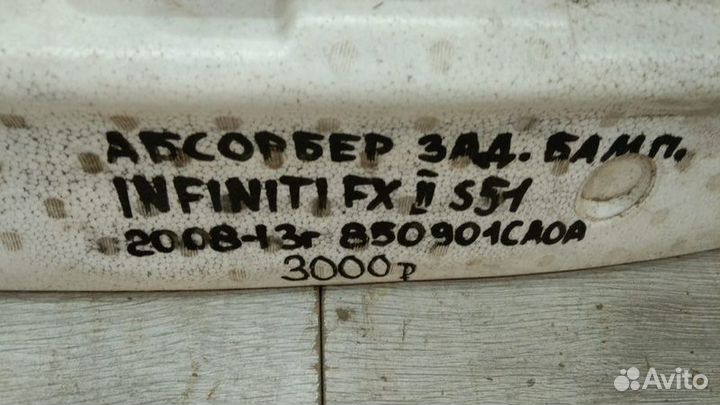 АБСОРБЕР ЗАД. БАМП.
INFINITI FX II S51
2008-13г 850901CA0A
3000р
Avito